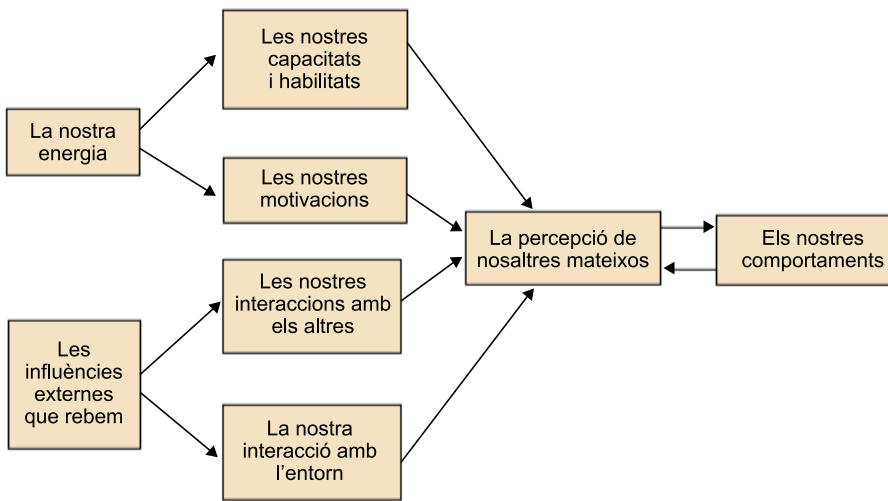 Les nostres
capacitats
i habilitats
La nostra
energia
Les nostres
motivacions
La percepció de
nosaltres mateixos
Els nostres
comportaments
Les nostres
interaccions amb
els altres
Les
influències
externes
que rebem
La nostra
interacció amb
l'entorn